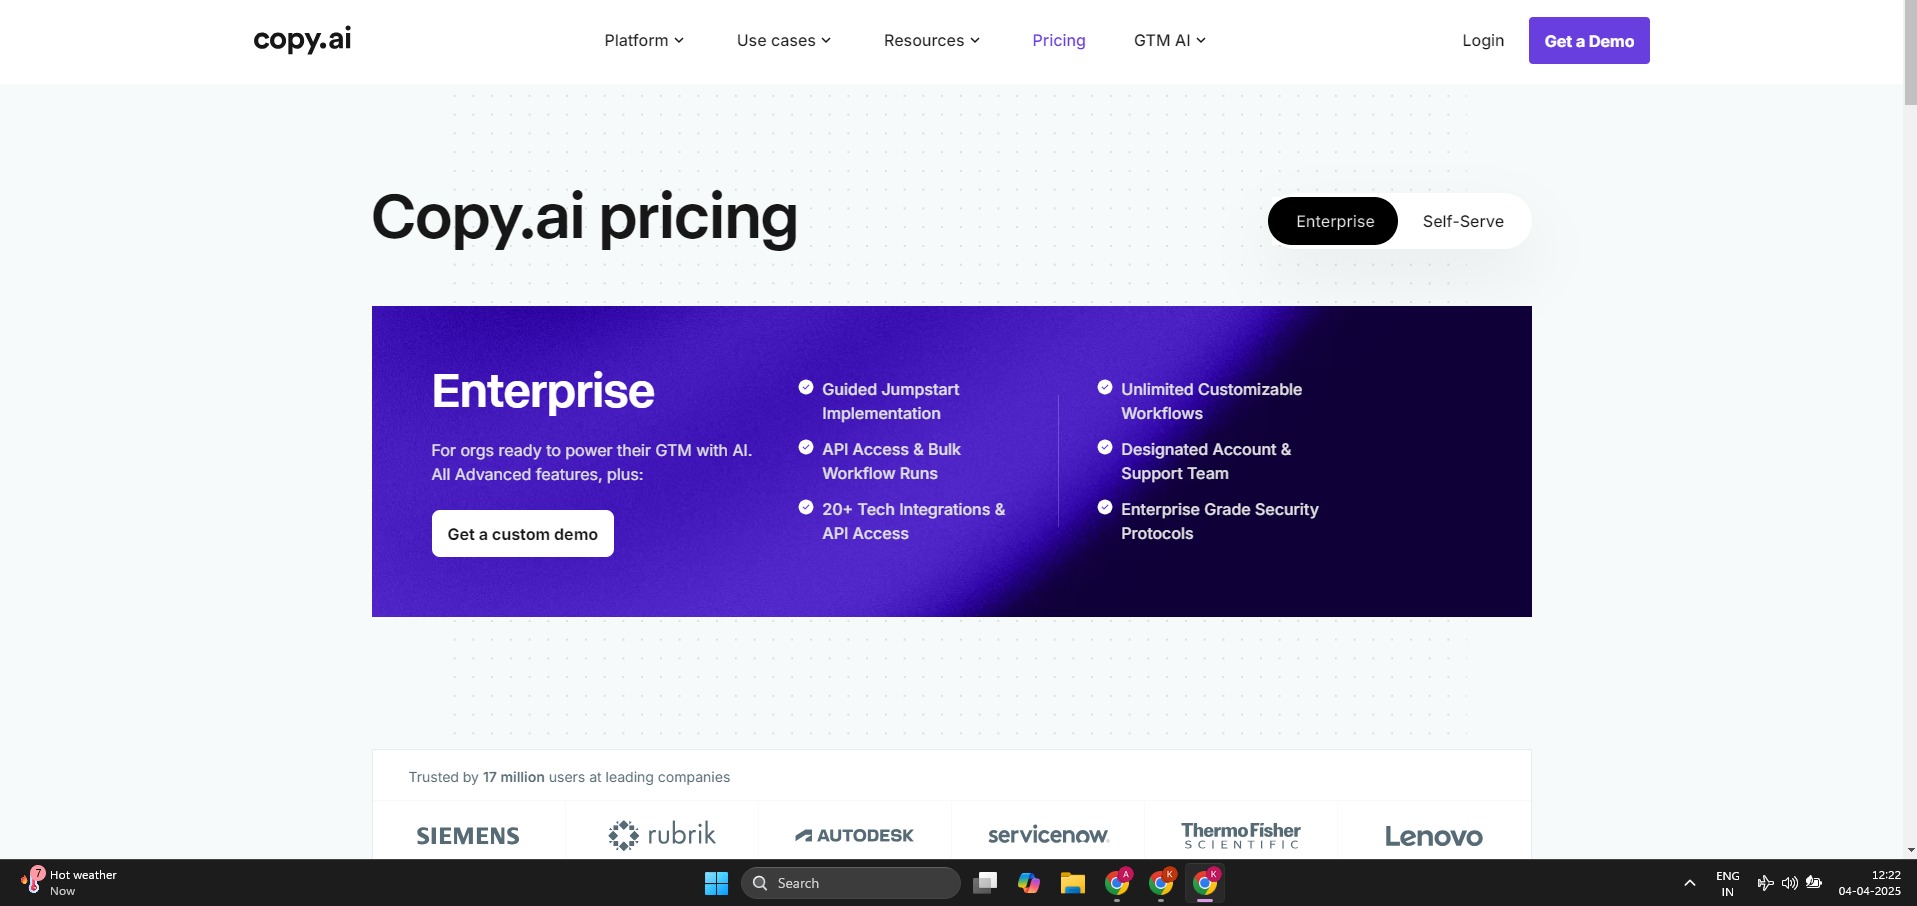 copy.ai
Platform
Use cases
Resources
Pricing
GTM AI
Login
Get a Demo
Copy.ai pricing
Enterprise
Self-Serve
Enterprise
For orgs ready to power their GTM with AI.
All Advanced features, plus:
Get a custom demo
Guided Jumpstart
Implementation
API Access & Bulk
Workflow Runs
20+ Tech Integrations &
API Access
Unlimited Customizable
Workflows
Designated Account &
Support Team
Enterprise Grade Security
Protocols
Trusted by 17 million users at leading companies
SIEMENS
rubrik
AUTODESK
servicenow
ThermoFisher
SCIENTIFIC
Lenovo
7
Hot weather
Now
Search
A
K
K
ENG
IN
12:22
04-04-2025